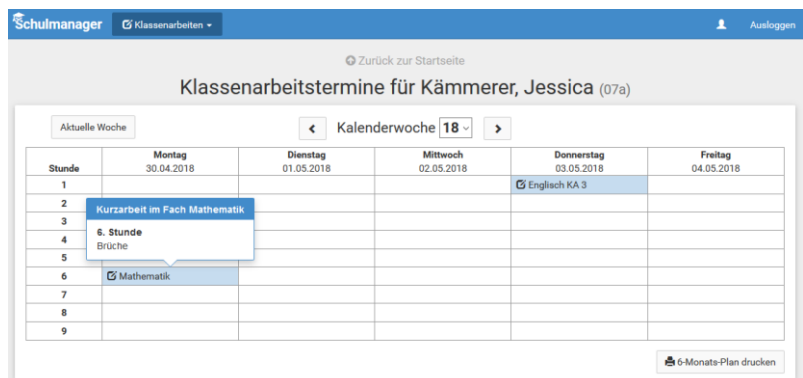 Schulmanager Klassenarbeiten Ausloggen
Zurück zur Startseite
Klassenarbeitstermine für Kämmerer, Jessica (07a)
Aktuelle Woche Kalenderwoche 18
Stunde Montag 30.04.2018 Dienstag 01.05.2018 Mittwoch 02.05.2018 Donnerstag 03.05.2018 Freitag 04.05.2018
1 Englisch KA 3
2
Kurzarbeit im Fach Mathematik
3
6. Stunde
4
Brüche
5
6 Mathematik
7
8
9
6-Monats-Plan drucken